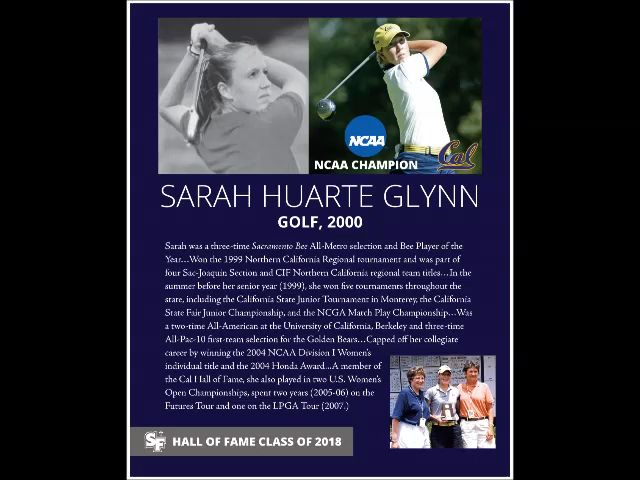 NCAA
NCAA CHAMPION
Cal
SARAH HUARTE GLYNN
GOLF, 2000
Sarah was a three-time Sacramento Bee All-Metro selection and Bee Player of the
Year…Won the 1999 Northern California Regional tournament and was part of
four Sac-Joaquin Section and CIF Northern California regional team titles…In the
summer before her senior year (1999), she won five tournaments throughout the
state, including the California State Junior Tournament in Monterey, the California
State Fair Junior Championship, and the NCGA Match Play Championship…Was
a two-time All-American at the University of California, Berkeley and three-time
All-Pac-10 first-team selection for the Golden Bears…Capped off her collegiate
career by winning the 2004 NCAA Division I Women's
individual title and the 2004 Honda Award...A member of
the Cal Hall of Fame, she also played in two U.S. Women's
Open Championships, spent two years (2005-06) on the
Futures Tour and one on the LPGA Tour (2007.)
SF
HALL OF FAME CLASS OF 2018